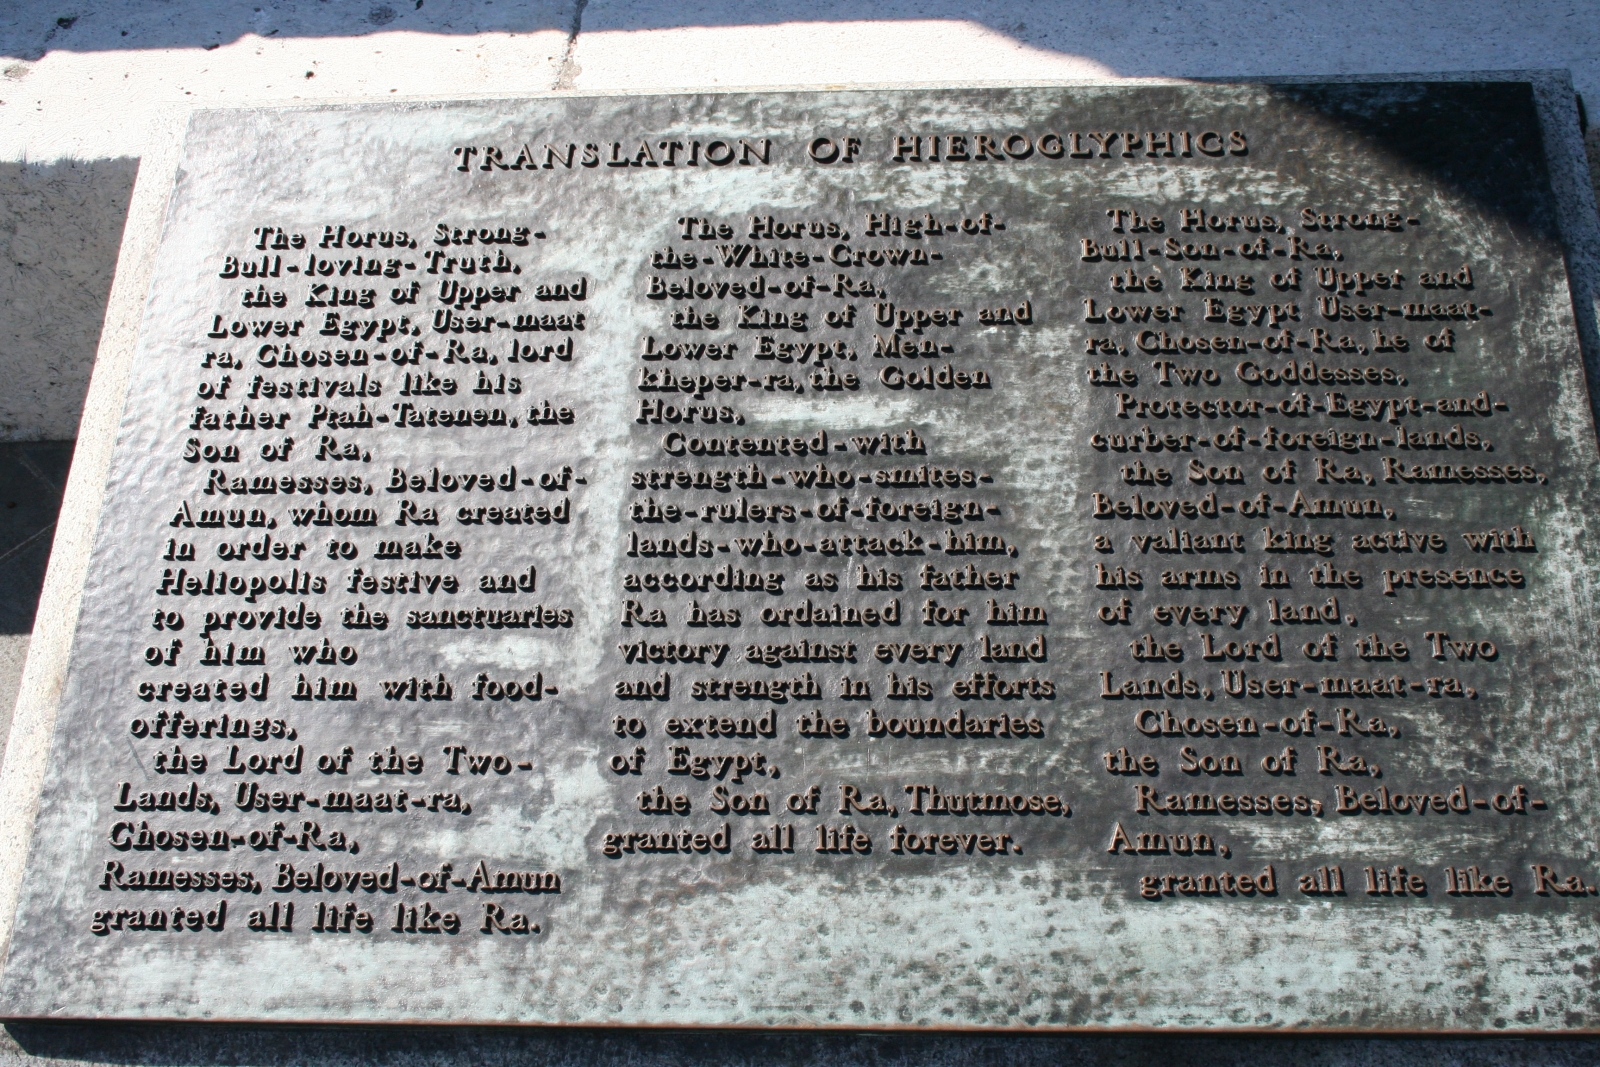 TRANSLATION OF HIEROGLYPHICS
The Horus, Strong-
Bull-loving-Truth,
the King of Upper and
Lower Egypt, User-maat
ra, Chosen-of-Ra, lord
of festivals like his
father Ptah-Tatenen, the
Son of Ra,
Ramesses, Beloved-of-
Amun, whom Ra created
in order to make
Heliopolis festive and
to provide the sanctuaries
of him who
created him with food-
offerings,
the Lord of the Two-
Lands, User-maat-ra,
Chosen-of-Ra,
Ramesses, Beloved-of-Amun
granted all life like Ra.
The Horus, High-of-
the-White-Crown-
Beloved-of-Ra,
the King of Upper and
Lower Egypt, Men-
kheper-ra, the Golden
Horus,
Contented-with
strength-who-smites-
the-rulers-of-foreign-
lands-who-attack-him,
according as his father
Ra has ordained for him
victory against every land
and strength in his efforts
to extend the boundaries
of Egypt,
the Son of Ra, Thutmose,
granted all life forever.
The Horus, Strong-
Bull-Son-of-Ra,
the King of Upper and
Lower Egypt User-maat-
ra, Chosen-of-Ra, he of
the Two Goddesses,
Protector-of-Egypt-and-
curber-of-foreign-lands,
the Son of Ra, Ramesses,
Beloved-of-Amun,
a valiant king active with
his arms in the presence
of every land,
the Lord of the Two
Lands, User-maat-ra,
Chosen-of-Ra,
the Son of Ra,
Ramesses, Beloved-of-
Amun,
granted all life like Ra.